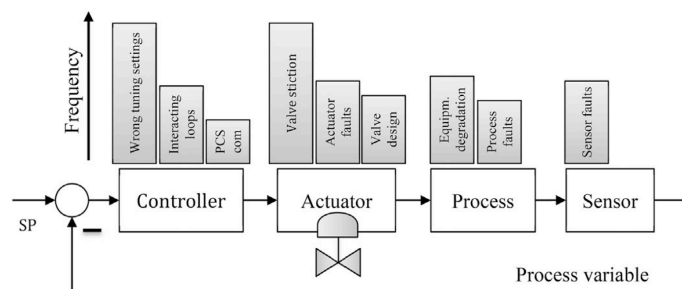 Frequency
Wrong tuning settings
Interacting
loops
PCS
com
Valve stiction
Actuator
faults
Valve
design
Equipm.
degradation
Process
faults
Sensor faults
SP
Controller
Actuator
Process
Sensor
Process variable